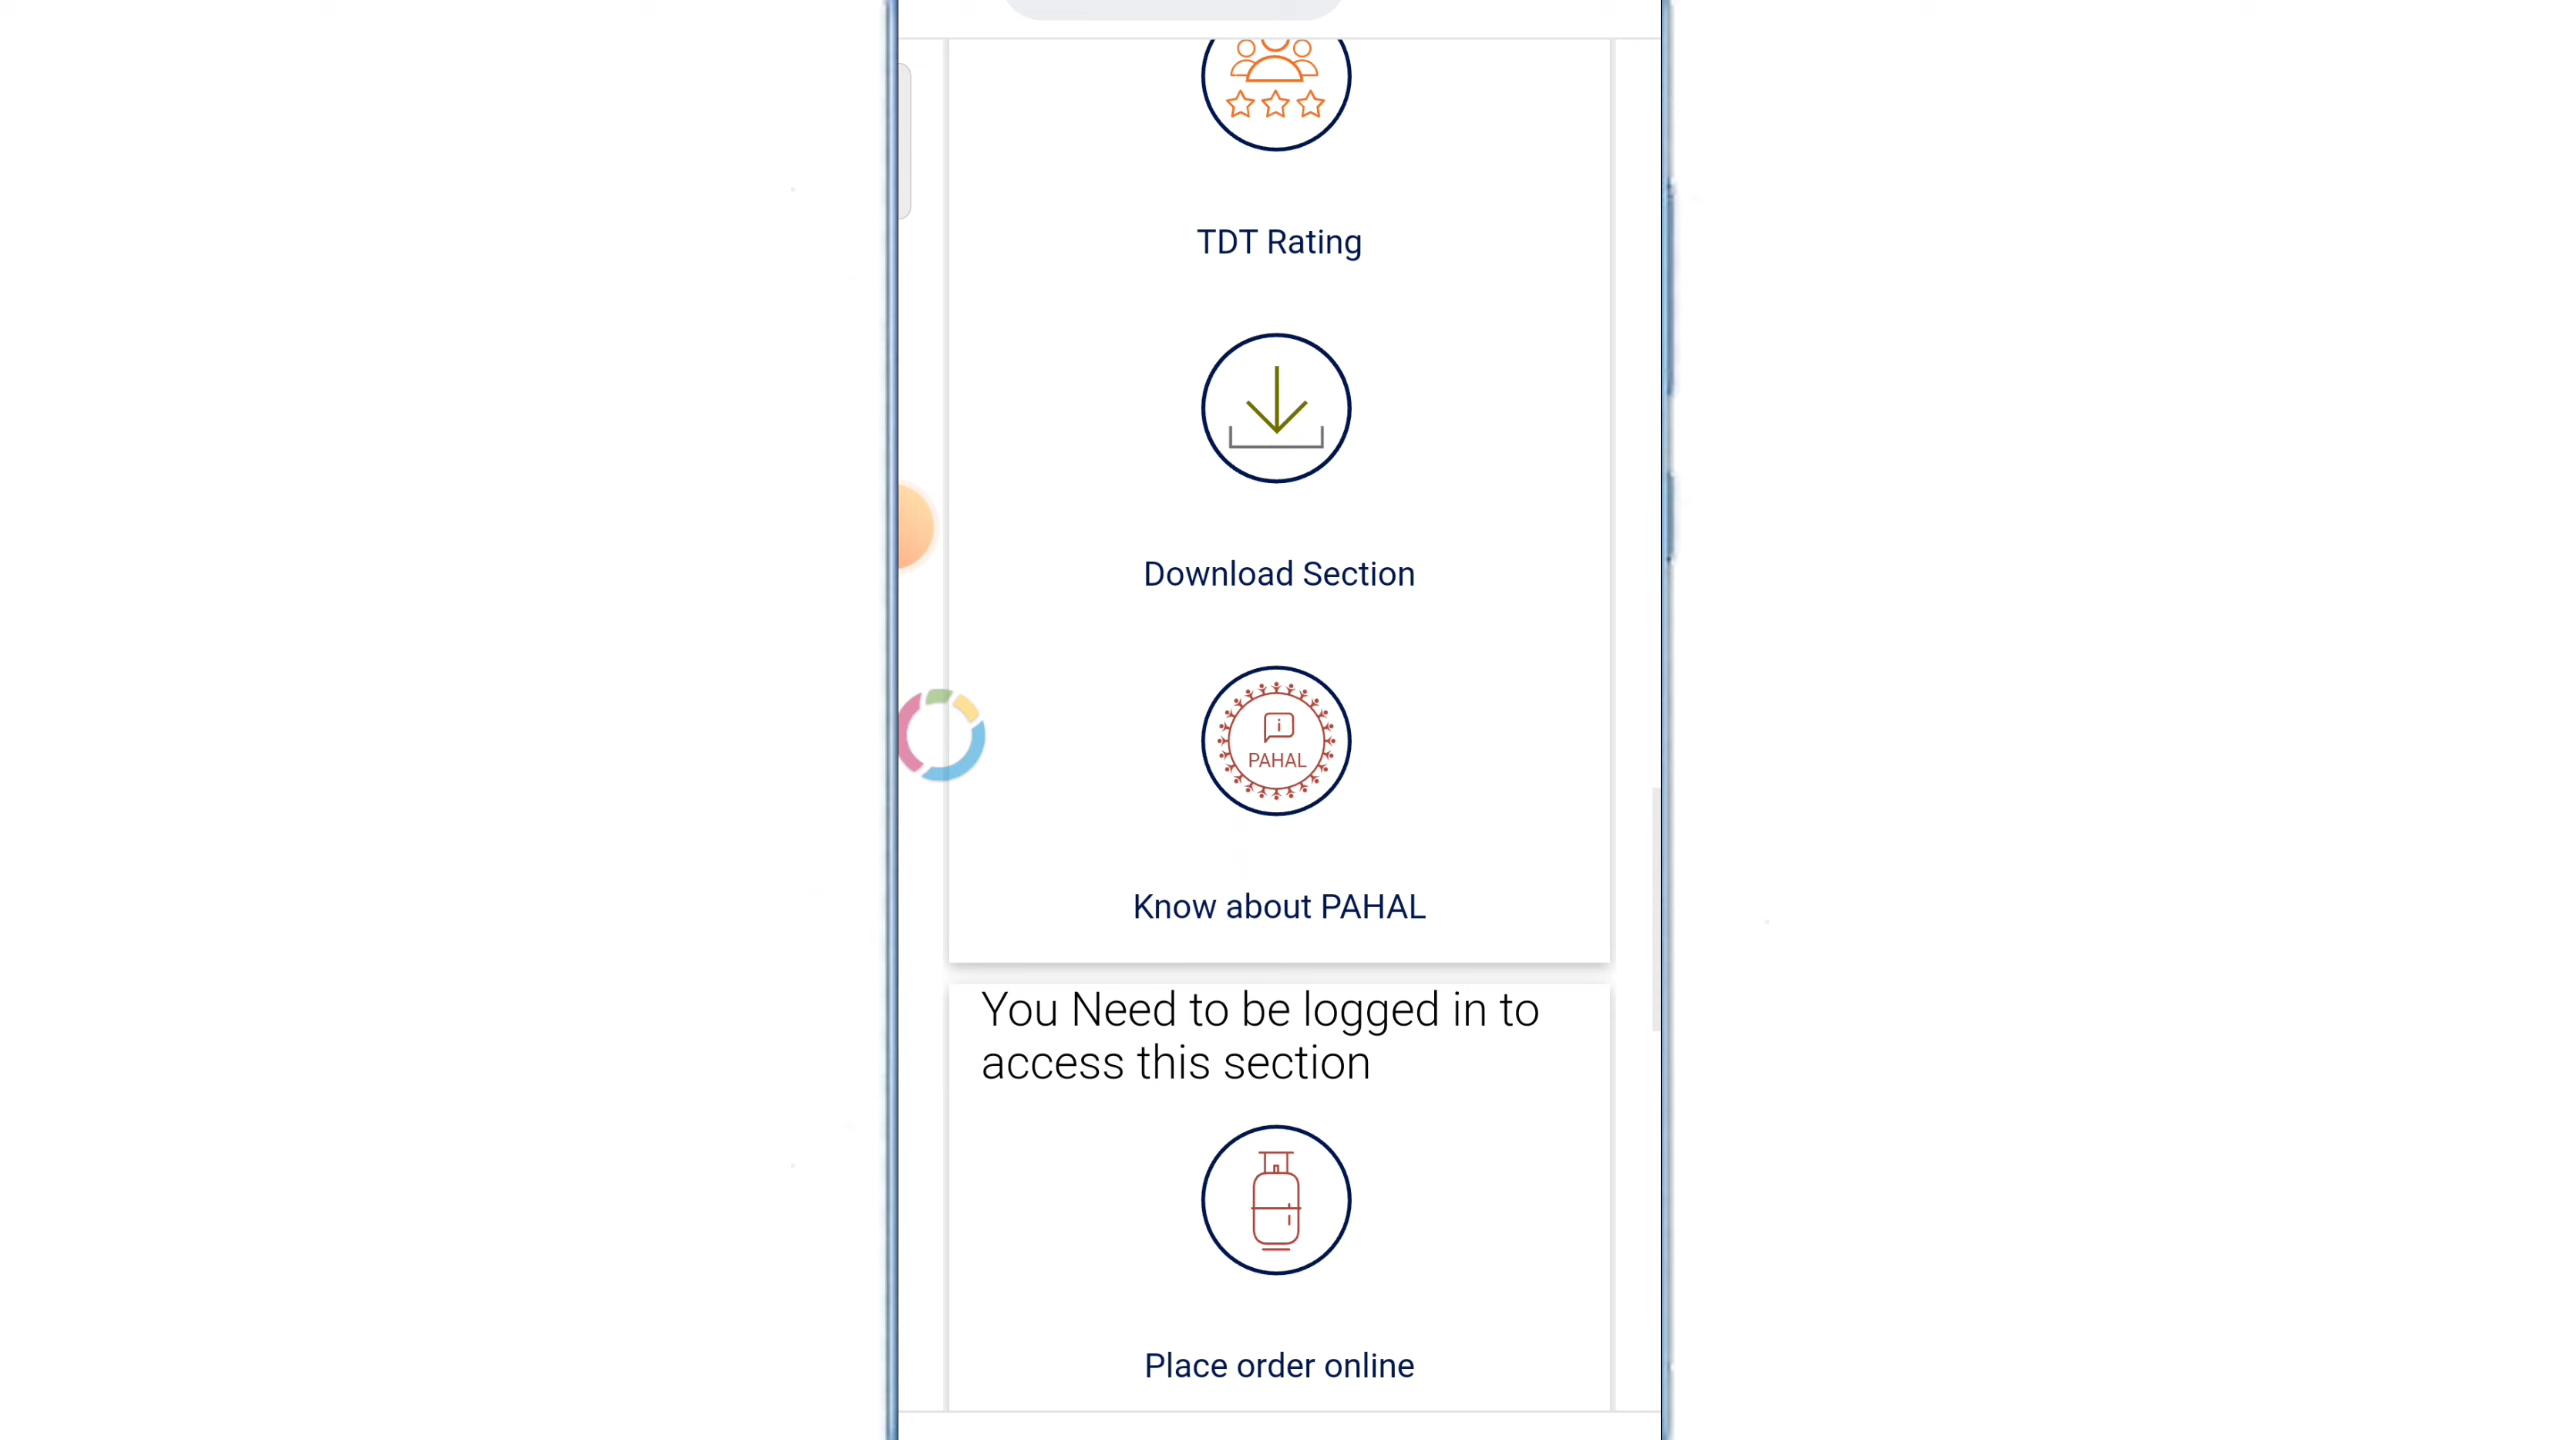 TDT Rating
Download Section
i
PAHAL
Know about PAHAL
You Need to be logged in to
access this section
Place order online